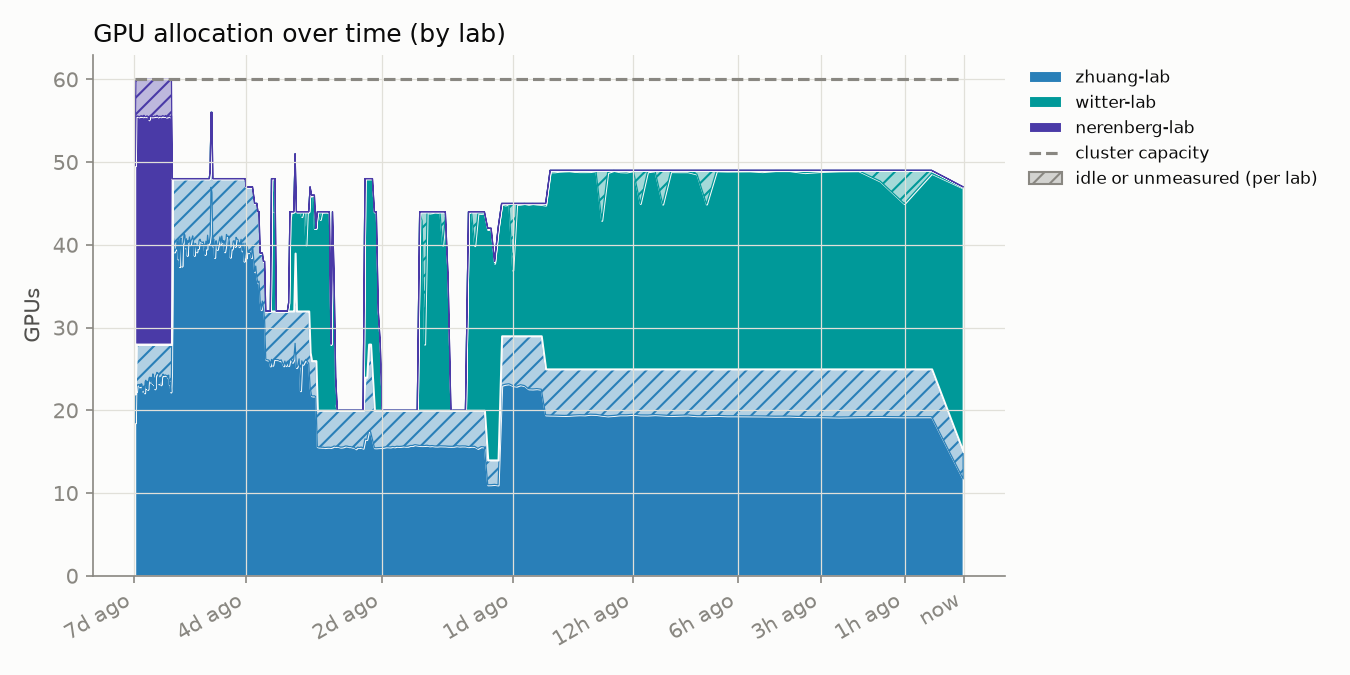 GPU allocation over time (by lab)
zhuang-lab
witter-lab
nerenberg-lab
cluster capacity
idle or unmeasured (per lab)
GPUs
60
50
40
30
20
10
0
7d ago
4d ago
2d ago
1d ago
12h ago
6h ago
3h ago
1h ago
now